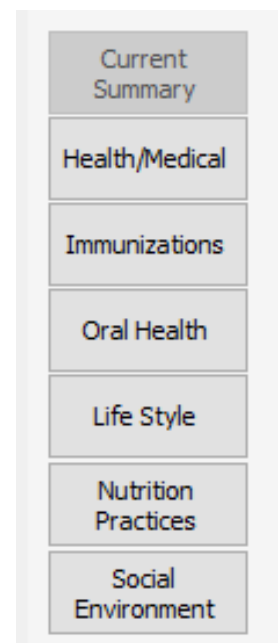 Current
Summary
Health/Medical
Immunizations
Oral Health
Life Style
Nutrition
Practices
Social
Environment